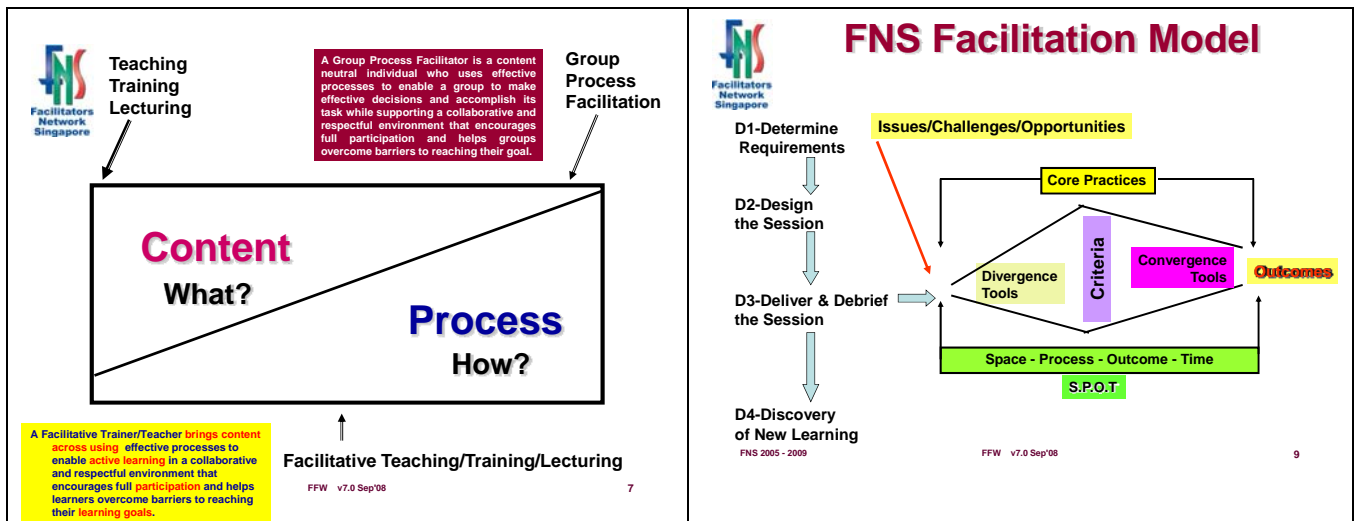 FNS
Facilitators
Network
Singapore
Teaching
Training
Lecturing
A Group Process Facilitator is a content
neutral individual who uses effective
processes to enable a group to make
effective decisions and accomplish its
task while supporting a collaborative and
respectful environment that encourages
full participation and helps groups
overcome barriers to reaching their goal.
Group
Process
Facilitation
Content
What?
Process
How?
A Facilitative Trainer/Teacher brings content
across using effective processes to
enable active learning in a collaborative
and respectful environment that
encourages full participation and helps
learners overcome barriers to reaching
their learning goals.
Facilitative Teaching/Training/Lecturing
FFW v7.0 Sep'08
7
FNS
Facilitators
Network
Singapore
FNS Facilitation Model
D1-Determine
Requirements
Issues/Challenges/Opportunities
Core Practices
D2-Design
the Session
Divergence
Tools
Criteria
Convergence
Tools
Outcomes
D3-Deliver & Debrief
the Session
Space - Process - Outcome - Time
S.P.O.T
D4-Discovery
of New Learning
FNS 2005 - 2009
FFW v7.0 Sep'08
9